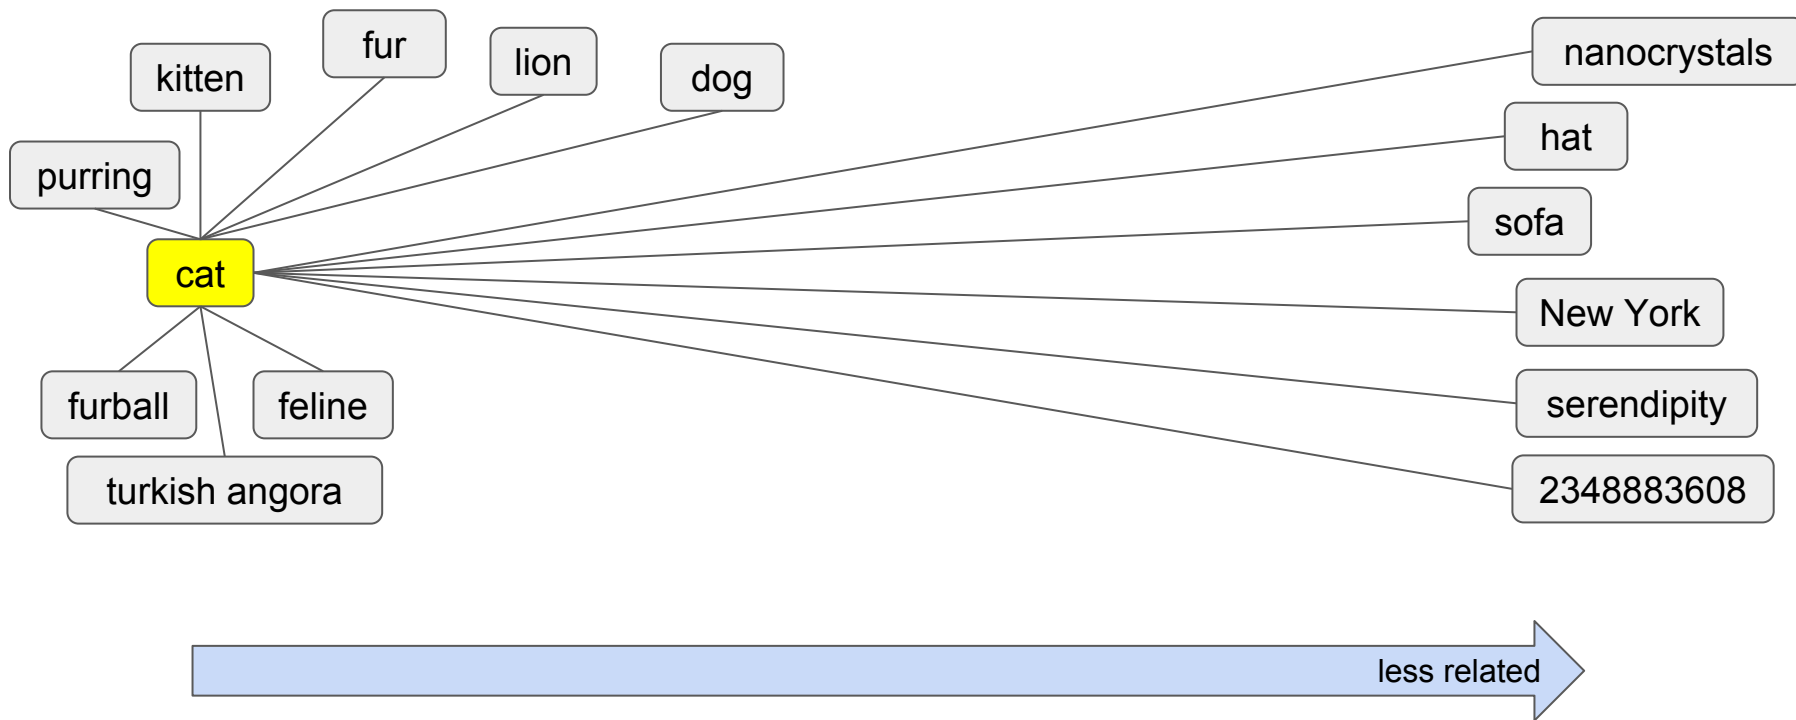 fur
lion
kitten
dog
nanocrystals
hat
purring
sofa
cat
New York
furball
feline
serendipity
turkish angora
2348883608
less related